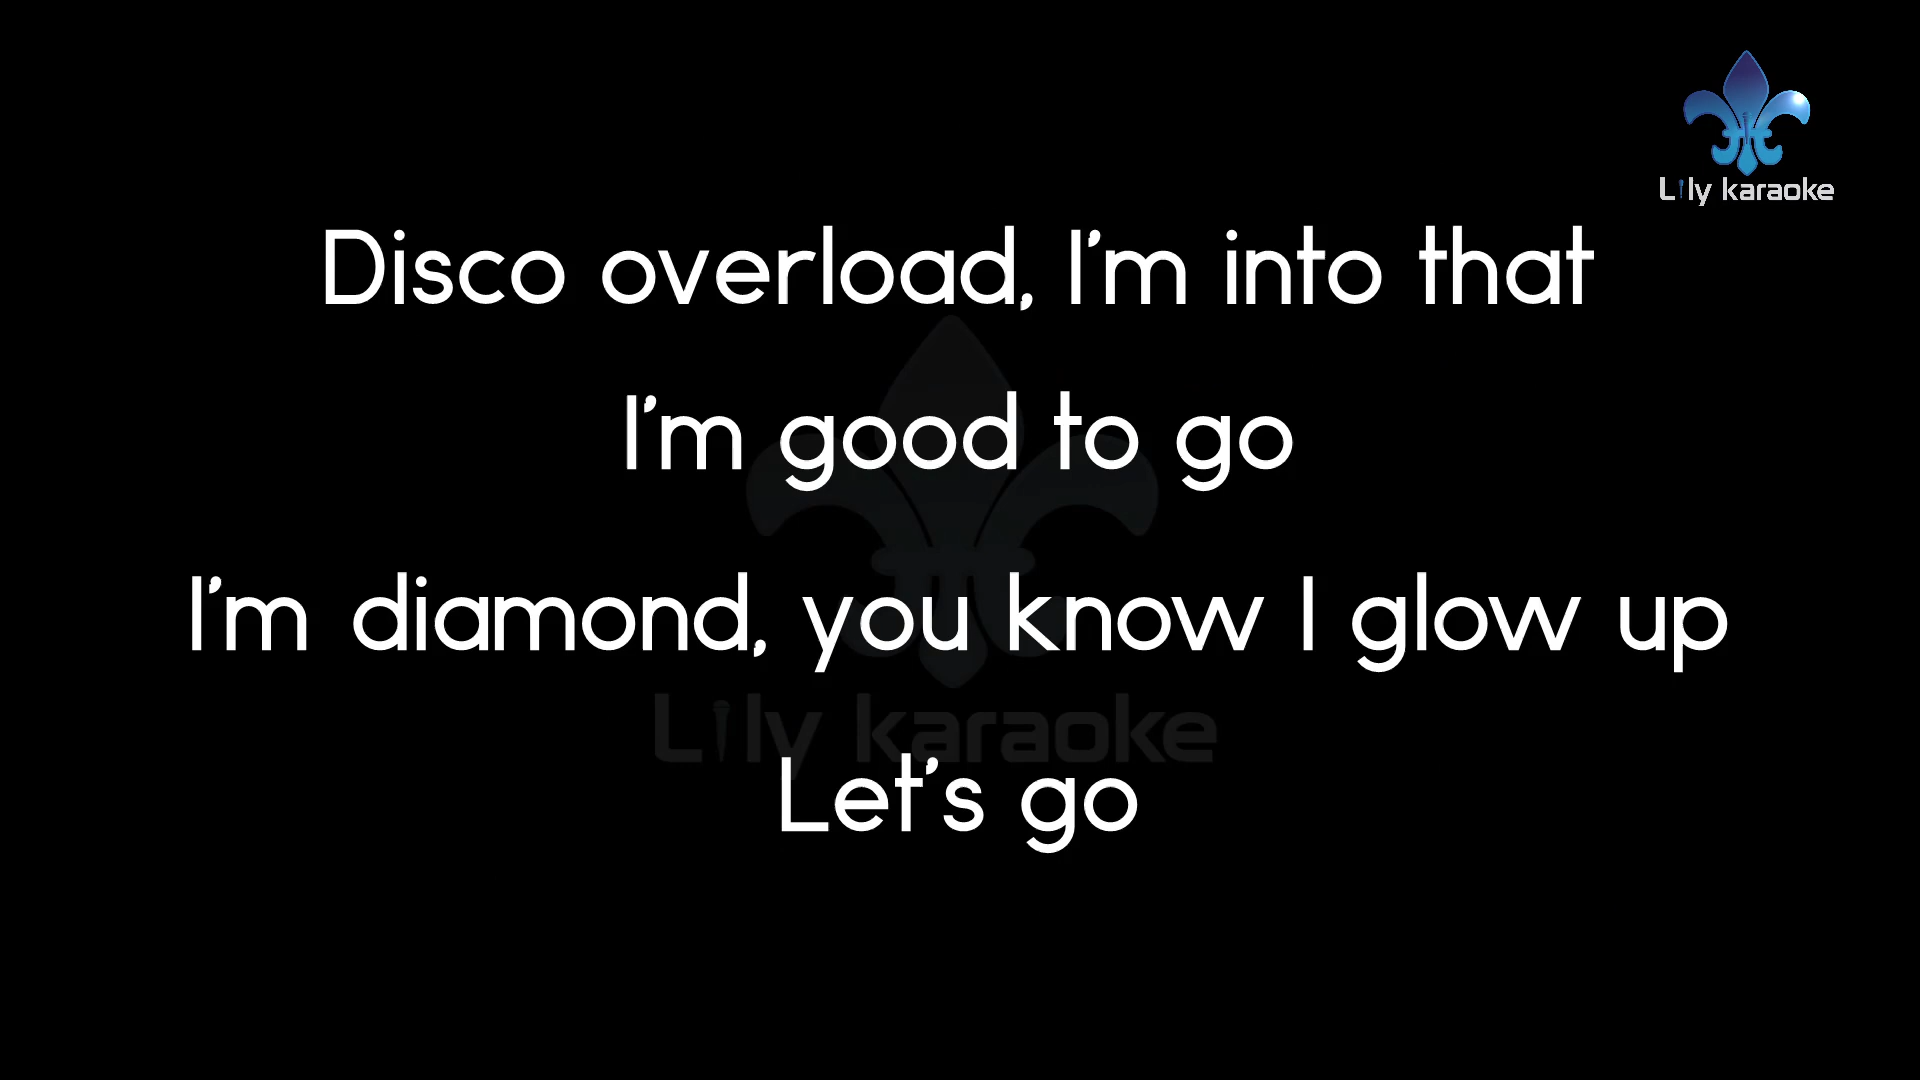 Lily karaoke
Disco overload, I'm into that
I'm good to go
I'm diamond, you know I glow up
Lily karaoke
Let's go